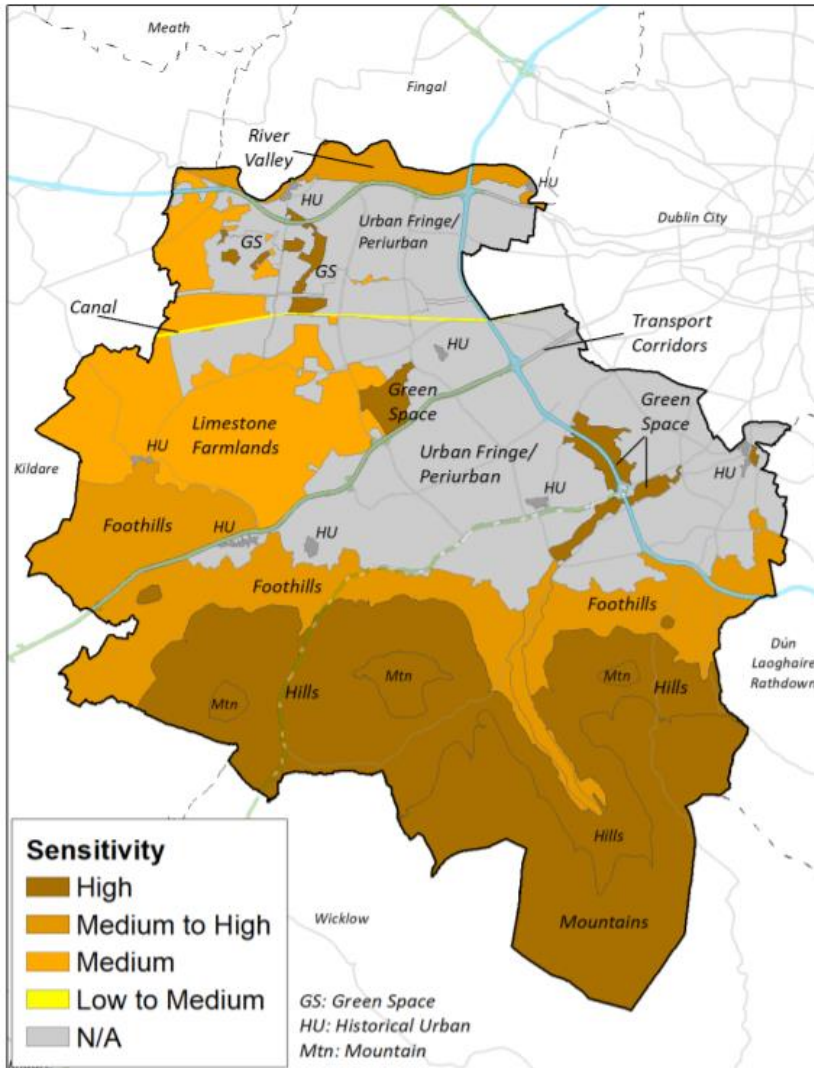 Meath
Fingal
River
Valley
HU
HU
Dublin City
Urban Fringe/
Periurban
GS
GS
Canal
Transport
Corridors
HU
Green
Space
Green
Space
Limestone
Farmlands
Urban Fringe/
Periurban
HU
HU
Kildare
HU
Foothills
HU
HU
Foothills
Foothills
Dún
Laoghaire
Rathdown
Mtn
Mtn
Hills
Mtn
Hills
Hills
Mountains
Wicklow
Sensitivity
High
Medium to High
Medium
Low to Medium
N/A
GS: Green Space
HU: Historical Urban
Mtn: Mountain